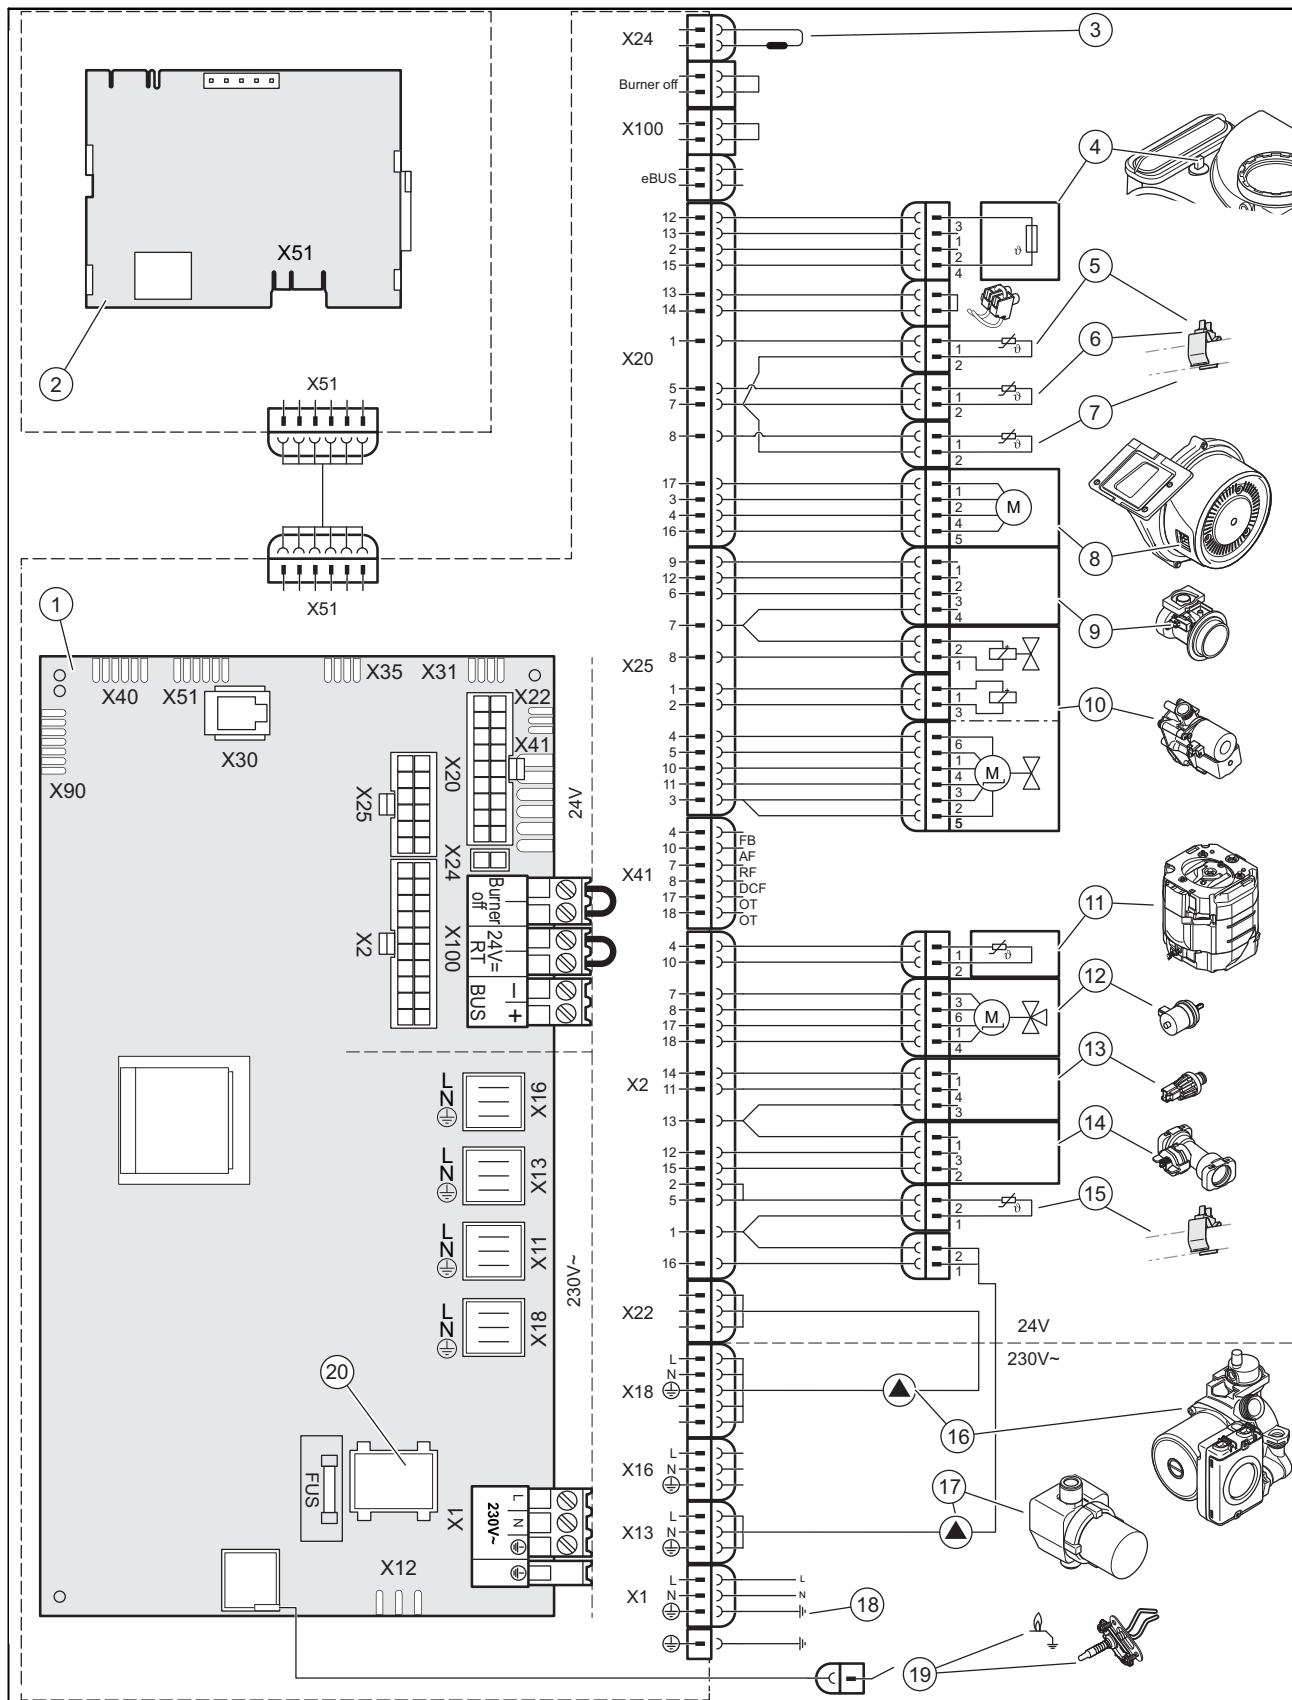 X24
3
Burner off
X100
4
eBUS
12
13
2
15
3
1
2
4
ϑ
X51
5
2
13
14
6
1
X20
1
2
ϑ
X51
5
7
1
2
ϑ
7
8
1
2
ϑ
17
3
4
16
1
2
4
5
M
8
X51
9
12
6
7
1
2
3
4
9
1
X25
8
2
1
X40
X51
X35
X31
X22
X30
X41
X20
X25
X90
24V
1
2
1
3
10
4
5
10
11
3
6
1
4
3
2
5
M
X24
X2
X100
Burner off
24V=
RT
BUS
–
+
X41
4
10
7
8
17
18
FB
AF
RF
DCF
OT
OT
11
4
10
1
2
ϑ
7
8
17
18
3
6
1
4
M
12
X2
14
11
13
1
4
3
13
12
15
2
5
1
3
2
14
2
1
ϑ
15
1
16
2
1
L
N
X16
L
N
X13
L
N
X11
L
N
X18
230V~
X22
24V
230V~
X18
L
N
20
16
X16
L
N
FUS
17
X13
L
N
X1
L
N
230V~
X12
X1
L
N
L
N
18
19